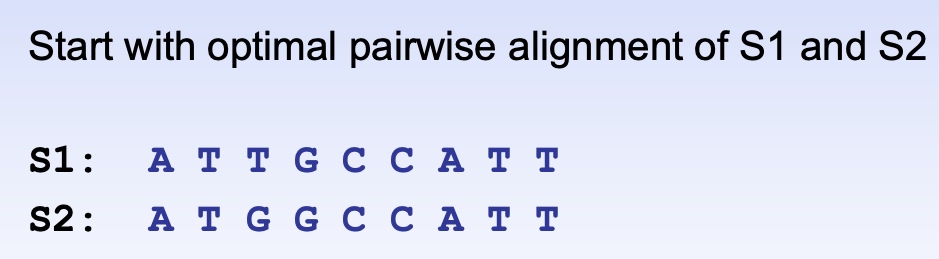 Start with optimal pairwise alignment of S1 and S2
S1: A T T G C C A T T
S2: A T G G C C A T T